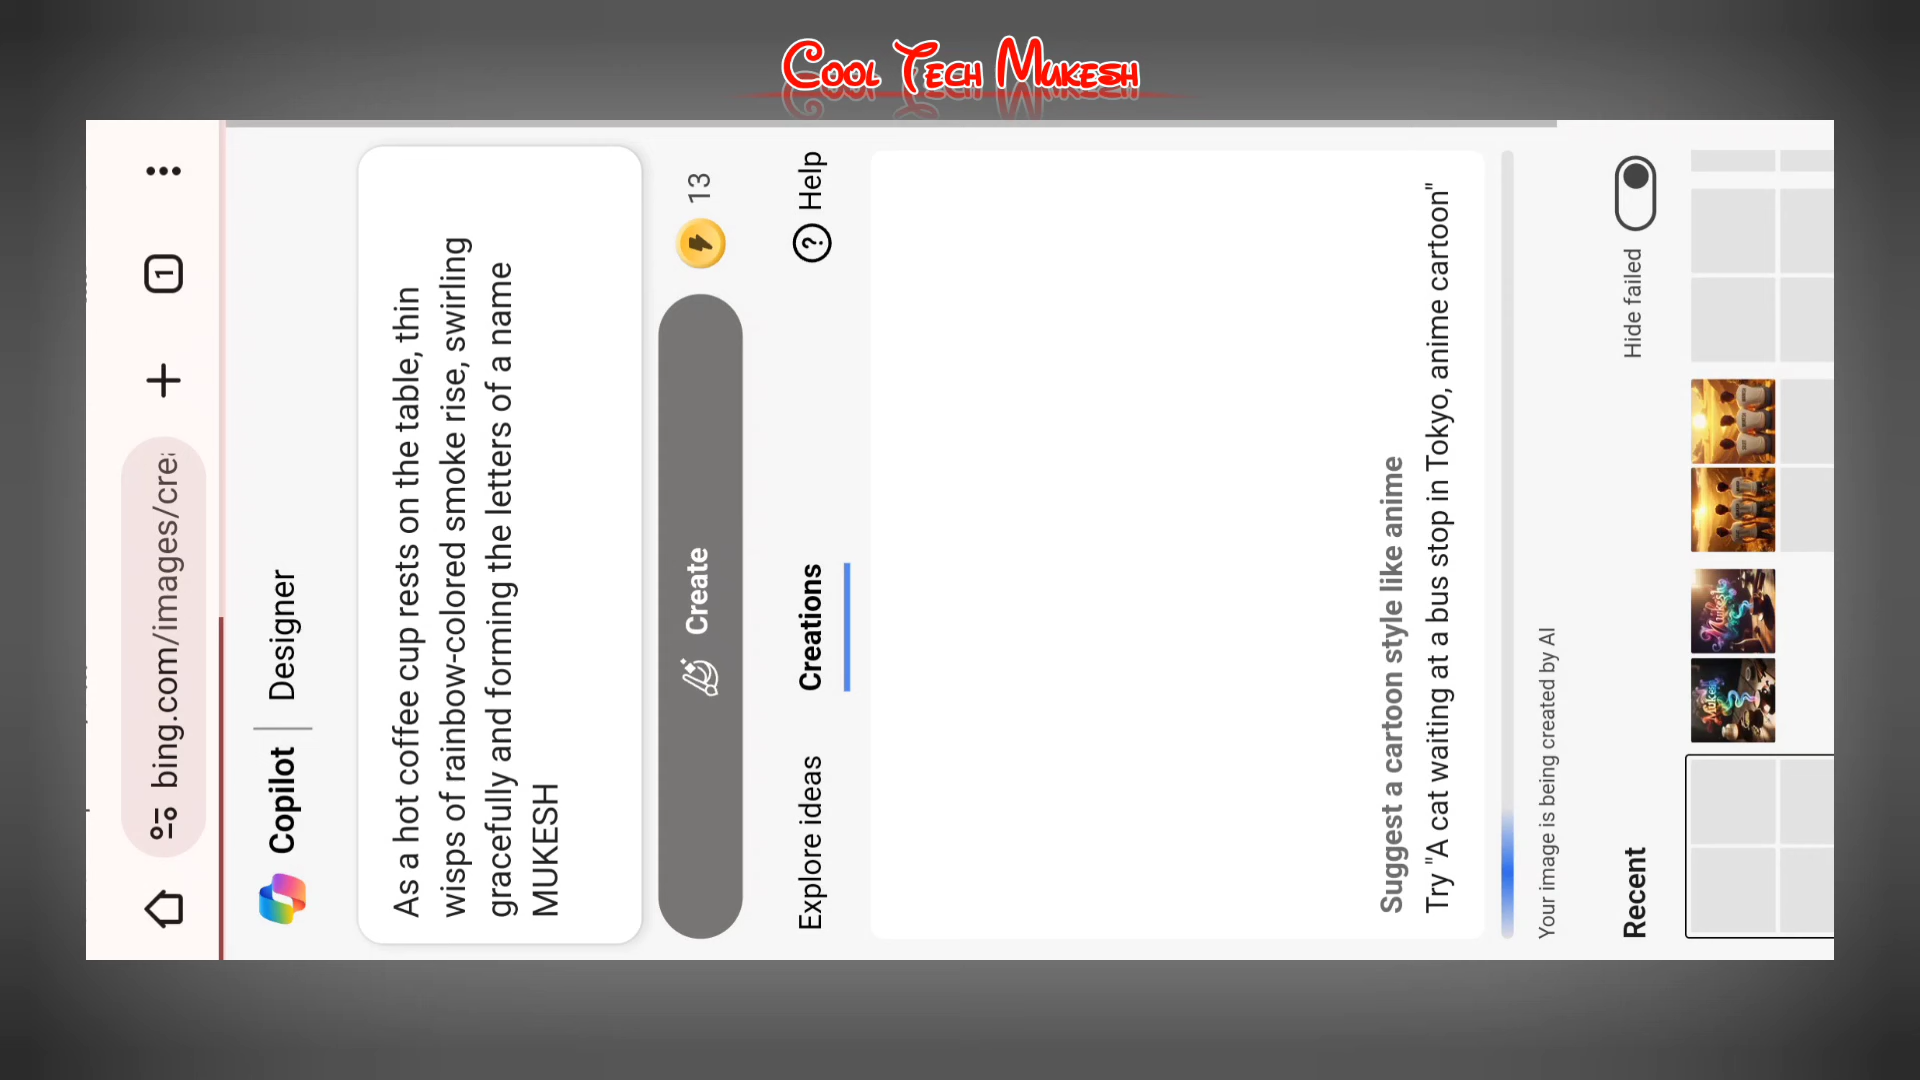 Cool Tech Mukesh
1
bing.com/images/cre
Copilot | Designer
As a hot coffee cup rests on the table, thin
wisps of rainbow-colored smoke rise, swirling
gracefully and forming the letters of a name
MUKESH
Create
13
Explore ideas
Creations
Help
Suggest a cartoon style like anime
Try "A cat waiting at a bus stop in Tokyo, anime cartoon"
Your image is being created by AI
Recent
Hide failed
Mukesh
Mukesh